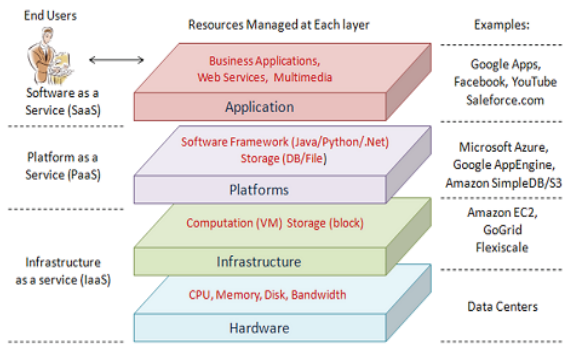 End Users
Resources Managed at Each layer
Examples:
Software as a
Service (SaaS)
Business Applications,
Web Services, Multimedia
Application
Google Apps,
Facebook, YouTube
Saleforce.com
Platform as a
Service (PaaS)
Software Framework (Java/Python/.Net)
Storage (DB/File)
Platforms
Microsoft Azure,
Google AppEngine,
Amazon SimpleDB/S3
Infrastructure
as a service (IaaS)
Computation (VM) Storage (block)
Infrastructure
Amazon EC2,
GoGrid
Flexiscale
CPU, Memory, Disk, Bandwidth
Hardware
Data Centers